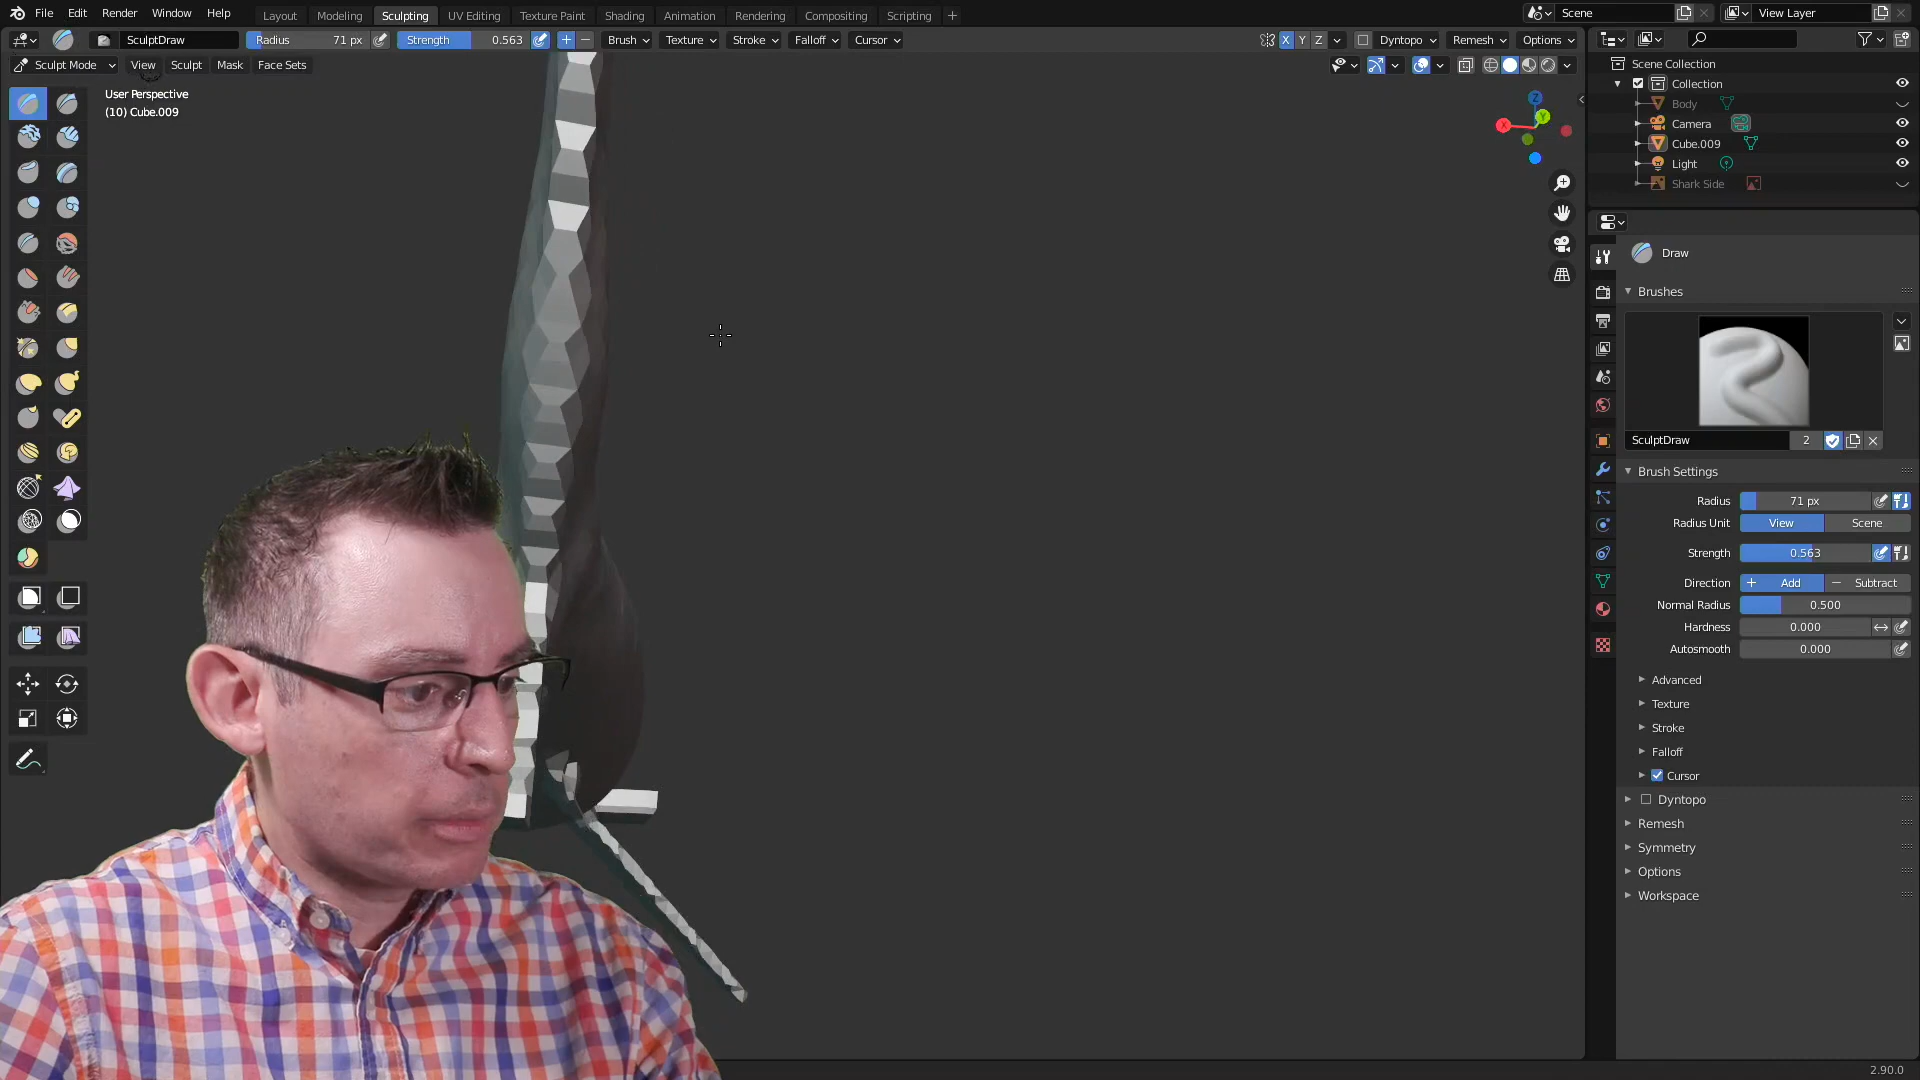 File Edit Render Window Help Layout Modeling Sculpting UV Editing Texture Paint Shading Animation Rendering Compositing Scripting + Scene View Layer
SculptDraw Radius 71 px Strength 0.563 + − Brush Texture Stroke Falloff Cursor X Y Z Dyntopo Remesh Options
Sculpt Mode View Sculpt Mask Face Sets
User Perspective
(10) Cube.009
Z
Y
X
Scene Collection
Collection
Body
Camera
Cube.009
Light
Shark Side
Draw
Brushes
SculptDraw 2
Brush Settings
Radius 71 px
Radius Unit View Scene
Strength 0.563
Direction + Add − Subtract
Normal Radius 0.500
Hardness 0.000
Autosmooth 0.000
Advanced
Texture
Stroke
Falloff
Cursor
Dyntopo
Remesh
Symmetry
Options
Workspace
2.90.0